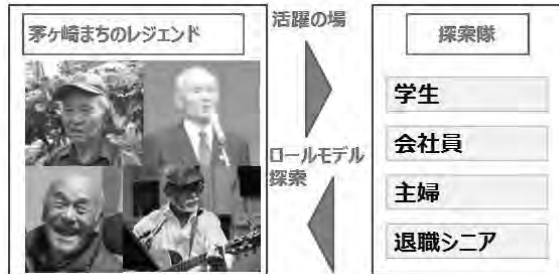 茅ヶ崎まちのレジェンド
活躍の場
ロールモデル
探索
探索隊
学生
会社員
主婦
退職シニア